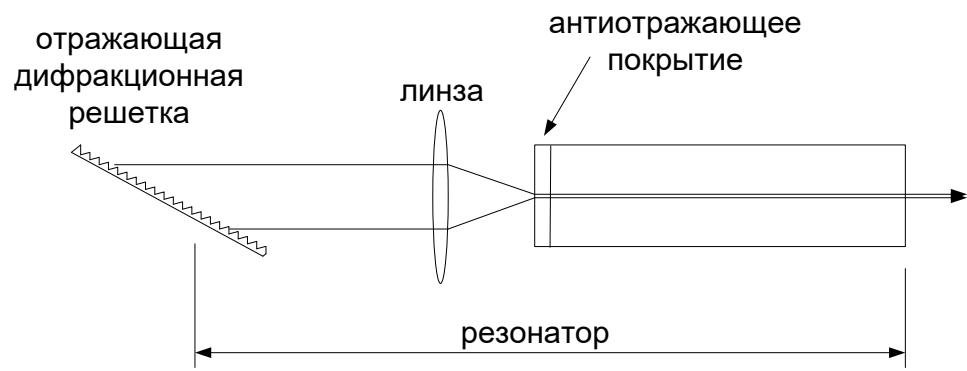 отражающая
дифракционная
решетка
линза
антиотражающее
покрытие
резонатор